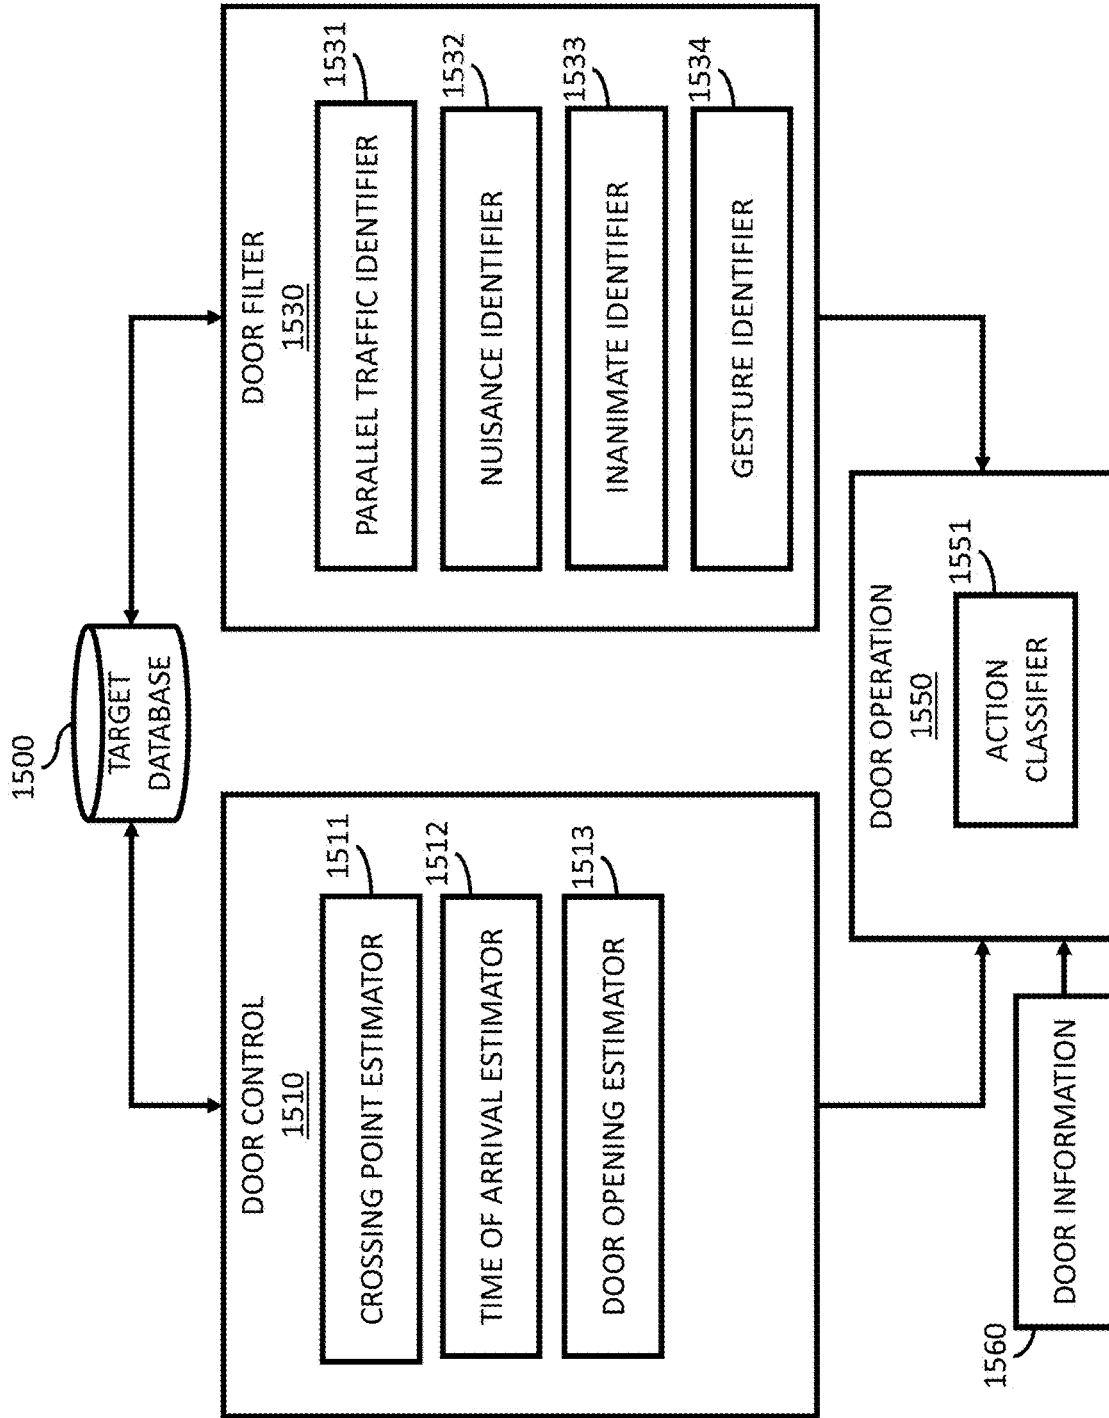 1500
TARGET
DATABASE
DOOR CONTROL
1510
1511
CROSSING POINT ESTIMATOR
1512
TIME OF ARRIVAL ESTIMATOR
1513
DOOR OPENING ESTIMATOR
DOOR FILTER
1530
1531
PARALLEL TRAFFIC IDENTIFIER
1532
NUISANCE IDENTIFIER
1533
INANIMATE IDENTIFIER
1534
GESTURE IDENTIFIER
DOOR OPERATION
1550
1551
ACTION
CLASSIFIER
1560
DOOR INFORMATION